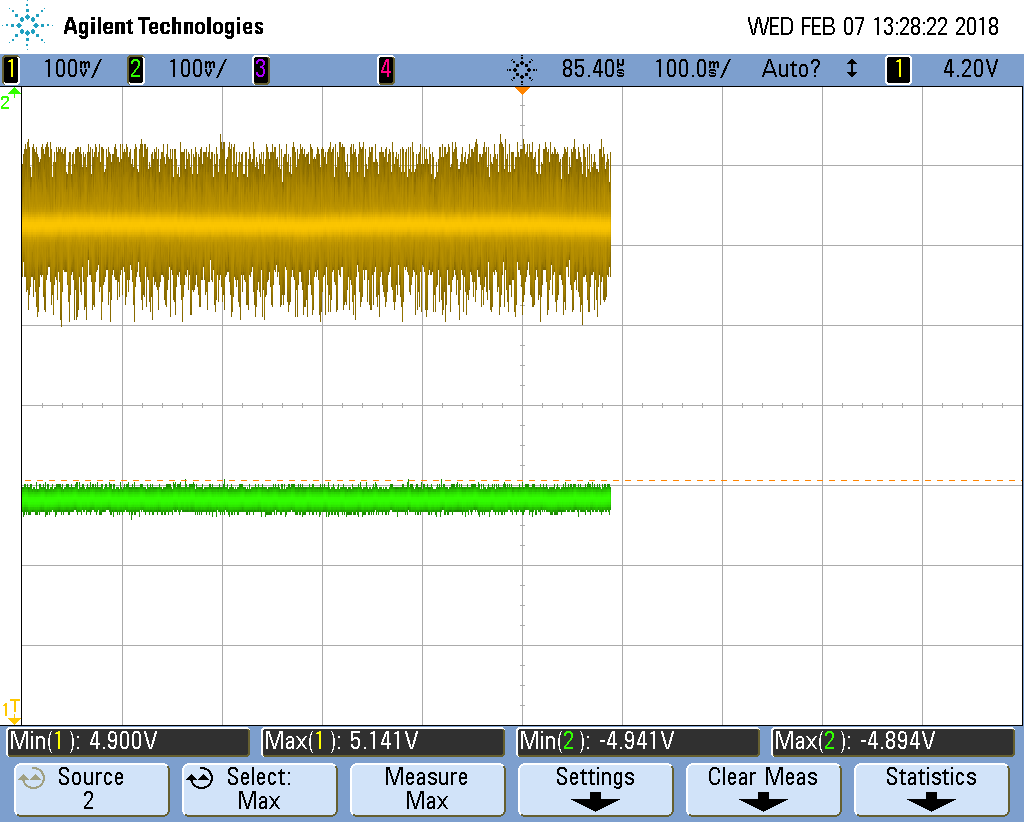 Agilent Technologies
WED FEB 07 13:28:22 2018
1 100mV/ 2 100mV/ 3 4 85.40µs 100.0ms/ Auto? 1 4.20V
2
1
Min(1): 4.900V Max(1): 5.141V Min(2): -4.941V Max(2): -4.894V
Source Select: Measure Settings Clear Meas Statistics
2 Max Max